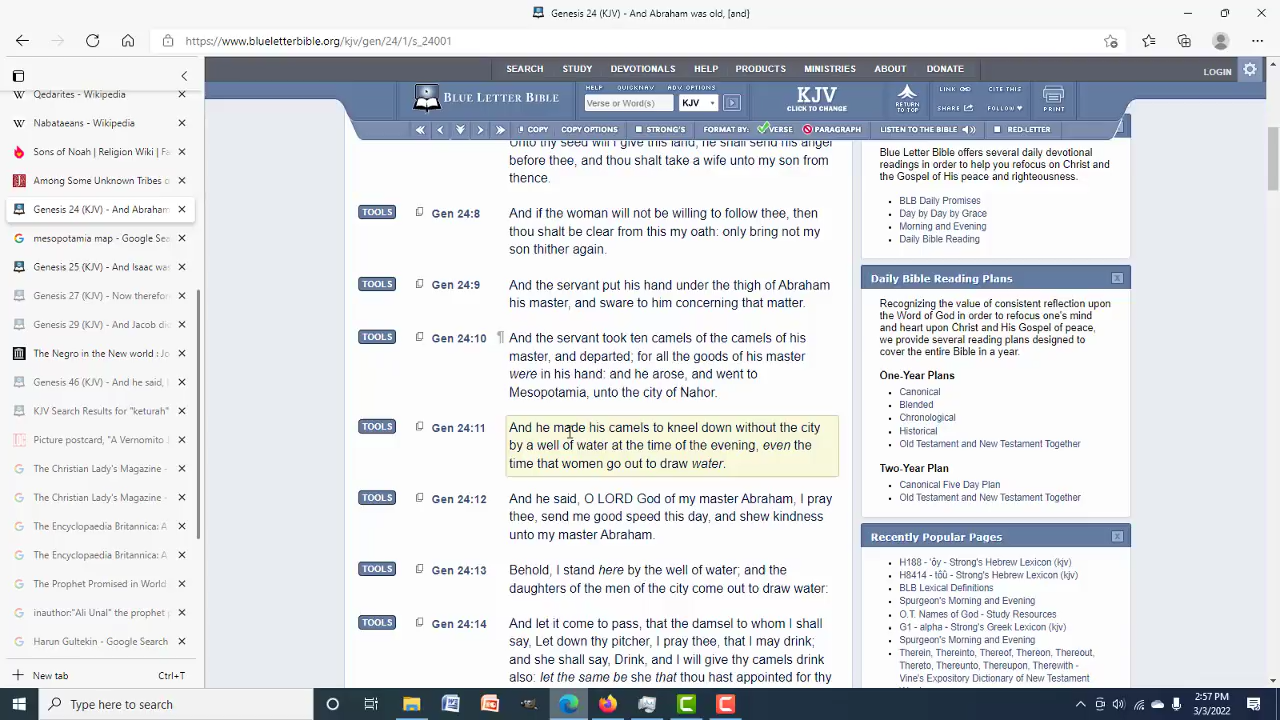 Genesis 24 (KJV) - And Abraham was old, [and}
https://www.blueletterbible.org/kjv/gen/24/1/s_24001
Qedarites - Wikipedia
Nabataeans - Wikipedia
Sons of Noah | Religion Wiki | Fa
Among Some Unknown Tribes o
Genesis 24 (KJV) - And Abraham
mesopotamia map - Google Sea
Genesis 25 (KJV) - And Isaac was
Genesis 27 (KJV) - Now therefor
Genesis 29 (KJV) - And Jacob di
The Negro in the New world : Jo
Genesis 46 (KJV) - And he said, I
KJV Search Results for "keturah"
Picture postcard, "A Vernomito J
The Christian Lady's Magazine -
The Christian Lady's Magazine -
The Encyclopaedia Britannica: A
The Encyclopaedia Britannica: A
The Prophet Promised in World
inauthor:"Ali Unal" the prophet p
Harun Gultekin - Google Search
New tab Ctrl+T
SEARCH STUDY DEVOTIONALS HELP PRODUCTS MINISTRIES ABOUT DONATE
LOGIN
BLUE LETTER BIBLE
HELP QUICKNAV ADV. OPTIONS
Verse or Word(s) KJV
KJV
CLICK TO CHANGE
RETURN
TO TOP
LINK CITE THIS
SHARE FOLLOW
PRINT
COPY COPY OPTIONS STRONG'S FORMAT BY: VERSE PARAGRAPH LISTEN TO THE BIBLE RED-LETTER
Unto thy seed will I give this land; he shall send his angel
before thee, and thou shalt take a wife unto my son from
thence.
TOOLS Gen 24:8 And if the woman will not be willing to follow thee, then
thou shalt be clear from this my oath: only bring not my
son thither again.
TOOLS Gen 24:9 And the servant put his hand under the thigh of Abraham
his master, and sware to him concerning that matter.
TOOLS Gen 24:10 ¶ And the servant took ten camels of the camels of his
master, and departed; for all the goods of his master
were in his hand: and he arose, and went to
Mesopotamia, unto the city of Nahor.
TOOLS Gen 24:11 And he made his camels to kneel down without the city
by a well of water at the time of the evening, even the
time that women go out to draw water.
TOOLS Gen 24:12 And he said, O LORD God of my master Abraham, I pray
thee, send me good speed this day, and shew kindness
unto my master Abraham.
TOOLS Gen 24:13 Behold, I stand here by the well of water; and the
daughters of the men of the city come out to draw water:
TOOLS Gen 24:14 And let it come to pass, that the damsel to whom I shall
say, Let down thy pitcher, I pray thee, that I may drink;
and she shall say, Drink, and I will give thy camels drink
also: let the same be she that thou hast appointed for thy
Blue Letter Bible offers several daily devotional
readings in order to help you refocus on Christ and
the Gospel of His peace and righteousness.
BLB Daily Promises
Day by Day by Grace
Morning and Evening
Daily Bible Reading
Daily Bible Reading Plans
Recognizing the value of consistent reflection upon
the Word of God in order to refocus one's mind
and heart upon Christ and His Gospel of peace,
we provide several reading plans designed to
cover the entire Bible in a year.
One-Year Plans
Canonical
Blended
Chronological
Historical
Old Testament and New Testament Together
Two-Year Plan
Canonical Five Day Plan
Old Testament and New Testament Together
Recently Popular Pages
H188 - 'ôy - Strong's Hebrew Lexicon (kjv)
H8414 - tôû - Strong's Hebrew Lexicon (kjv)
BLB Lexical Definitions
Spurgeon's Morning and Evening
O.T. Names of God - Study Resources
G1 - alpha - Strong's Greek Lexicon (kjv)
Spurgeon's Morning and Evening
Therein, Thereinto, Thereof, Thereon, Thereout,
Thereto, Thereunto, Thereupon, Therewith -
Vine's Expository Dictionary of New Testament
Type here to search
2:57 PM
3/3/2022